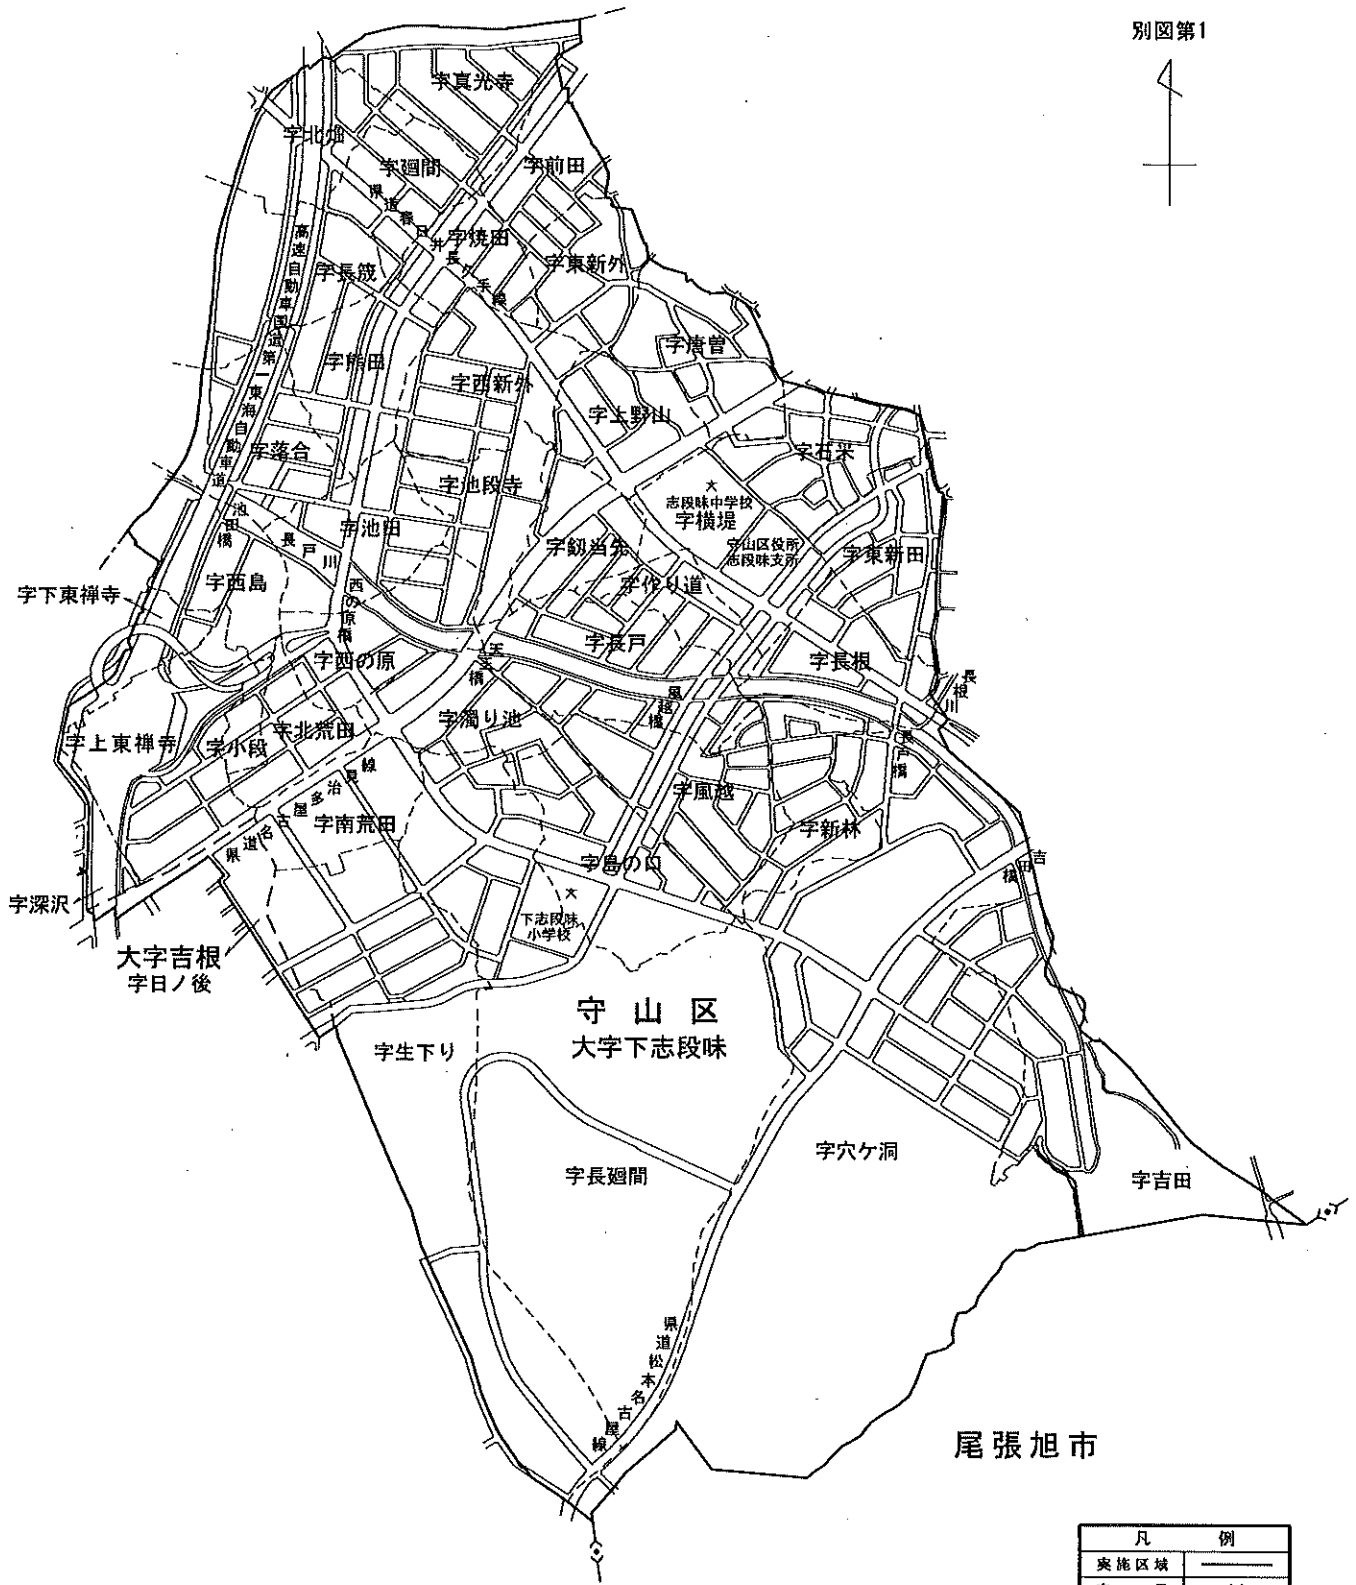 別図第1
字真光寺
字北畑
字廻間
字前田
県道春日井長久手線
字焼田
字東新外
字長筬
高速自動車国道第一東海自動車道
字熊田
字唐曽
字西新外
字上野山
字落合
字石米
字池段寺
志段味中学校
字横堤
池田橋
字池田
長戸川
字釼当先
守山区役所
志段味支所
字東新田
字西島
字作り道
西の原橋
字下東禅寺
字長戸
天王橋
字西の原
字長根
長根川
風越橋
字濁り池
字北荒田
字小段
字上東禅寺
長戸橋
県道名古屋多治見線
字風越
字南荒田
字新林
字島の口
吉田橋
字深沢
下志段味
小学校
大字吉根
字日ノ後
守山区
大字下志段味
字生下り
字穴ケ洞
字長廻間
字吉田
県道松本名古屋線
尾張旭市
凡例
実施区域